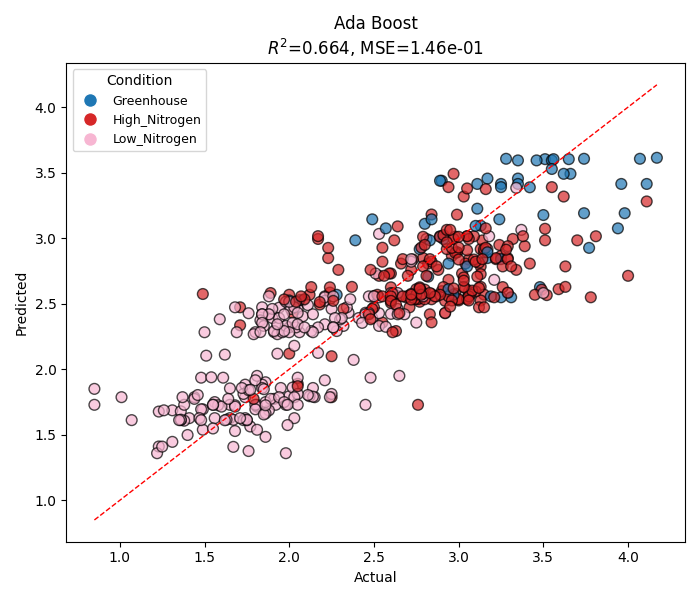 Ada Boost
R²=0.664, MSE=1.46e-01
Condition
Greenhouse
High_Nitrogen
Low_Nitrogen
4.0
3.5
3.0
2.5
2.0
1.5
1.0
Predicted
1.0 1.5 2.0 2.5 3.0 3.5 4.0
Actual